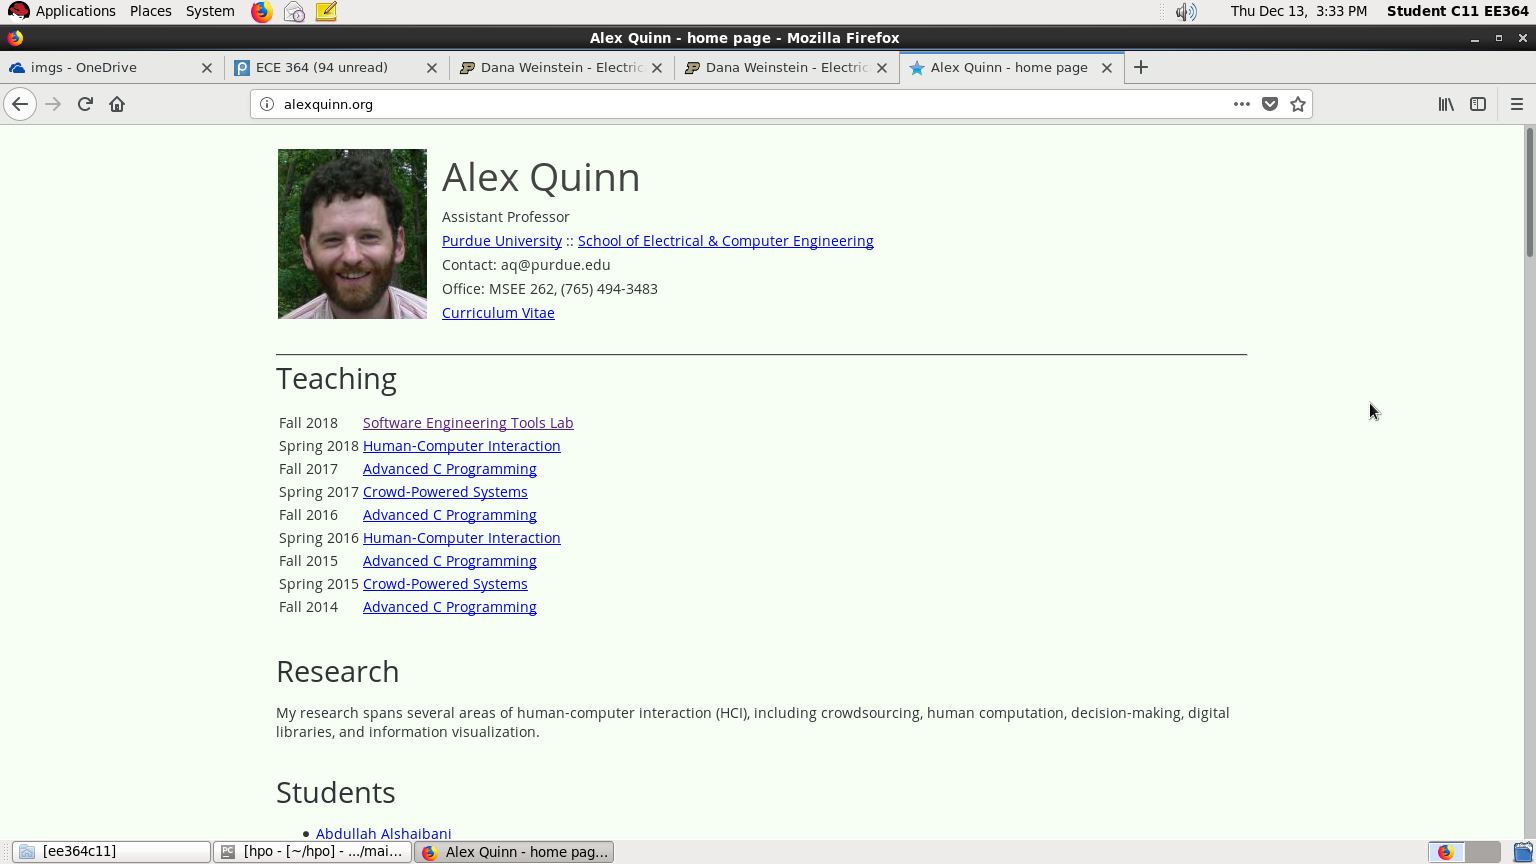 Applications Places System Thu Dec 13, 3:33 PM Student C11 EE364
Alex Quinn - home page - Mozilla Firefox
imgs - OneDrive ECE 364 (94 unread) Dana Weinstein - Electric Dana Weinstein - Electric Alex Quinn - home page
alexquinn.org
Alex Quinn
Assistant Professor
Purdue University :: School of Electrical & Computer Engineering
Contact: aq@purdue.edu
Office: MSEE 262, (765) 494-3483
Curriculum Vitae
Teaching
Fall 2018 Software Engineering Tools Lab
Spring 2018 Human-Computer Interaction
Fall 2017 Advanced C Programming
Spring 2017 Crowd-Powered Systems
Fall 2016 Advanced C Programming
Spring 2016 Human-Computer Interaction
Fall 2015 Advanced C Programming
Spring 2015 Crowd-Powered Systems
Fall 2014 Advanced C Programming
Research
My research spans several areas of human-computer interaction (HCI), including crowdsourcing, human computation, decision-making, digital
libraries, and information visualization.
Students
Abdullah Alshaibani
[ee364c11] [hpo - [~/hpo] - .../mai... Alex Quinn - home pag...